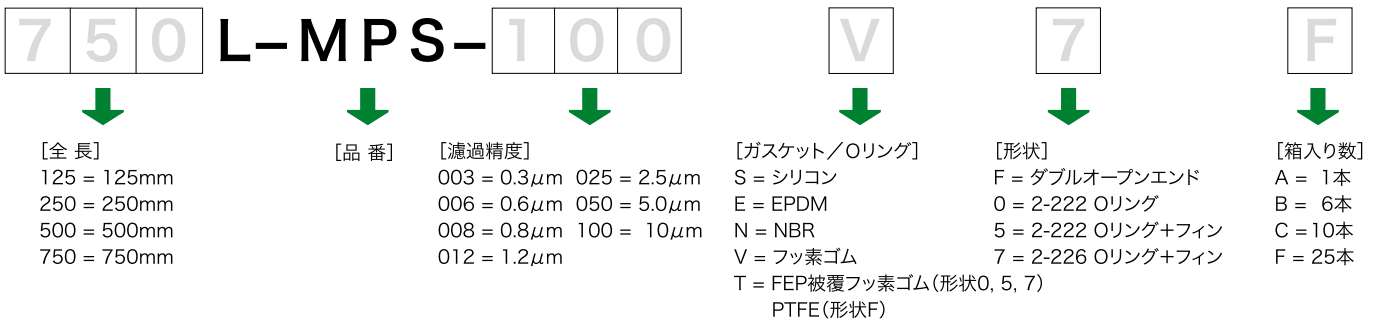 750L-MPS-100 V 7 F
[全 長]
125 = 125mm
250 = 250mm
500 = 500mm
750 = 750mm
[品 番]
[濾過精度]
003 = 0.3μm 025 = 2.5μm
006 = 0.6μm 050 = 5.0μm
008 = 0.8μm 100 = 10μm
012 = 1.2μm
[ガスケット／Oリング]
S = シリコン
E = EPDM
N = NBR
V = フッ素ゴム
T = FEP被覆フッ素ゴム（形状0, 5, 7）
PTFE（形状F）
[形状]
F = ダブルオープンエンド
0 = 2-222 Oリング
5 = 2-222 Oリング+フィン
7 = 2-226 Oリング+フィン
[箱入り数]
A = 1本
B = 6本
C =10本
F = 25本